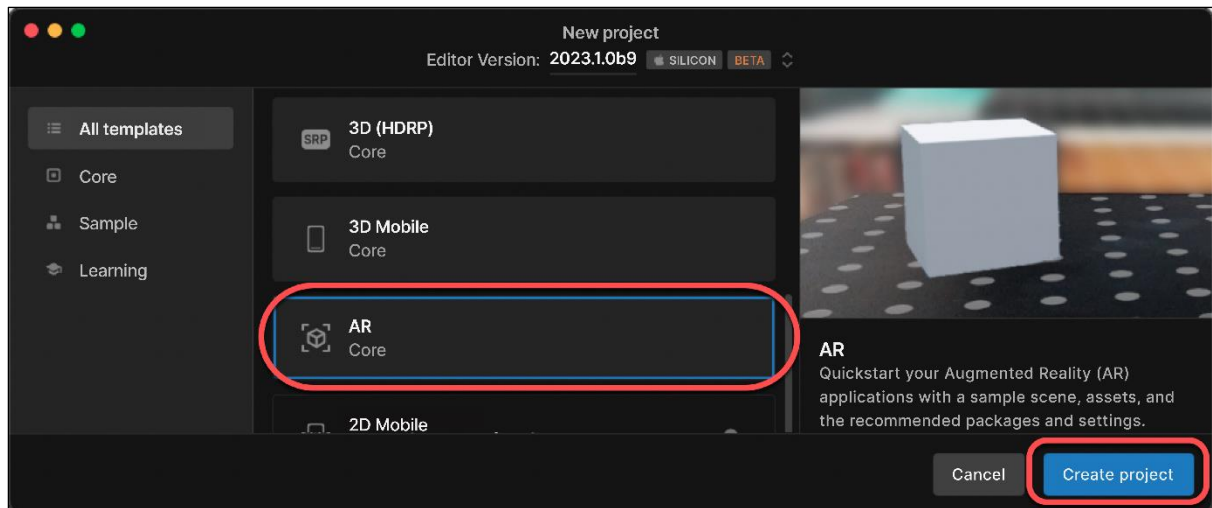 New project
Editor Version: 2023.1.0b9 SILICON BETA
All templates
Core
Sample
Learning
SRP
3D (HDRP)
Core
3D Mobile
Core
AR
Core
2D Mobile
AR
Quickstart your Augmented Reality (AR)
applications with a sample scene, assets, and
the recommended packages and settings.
Cancel
Create project